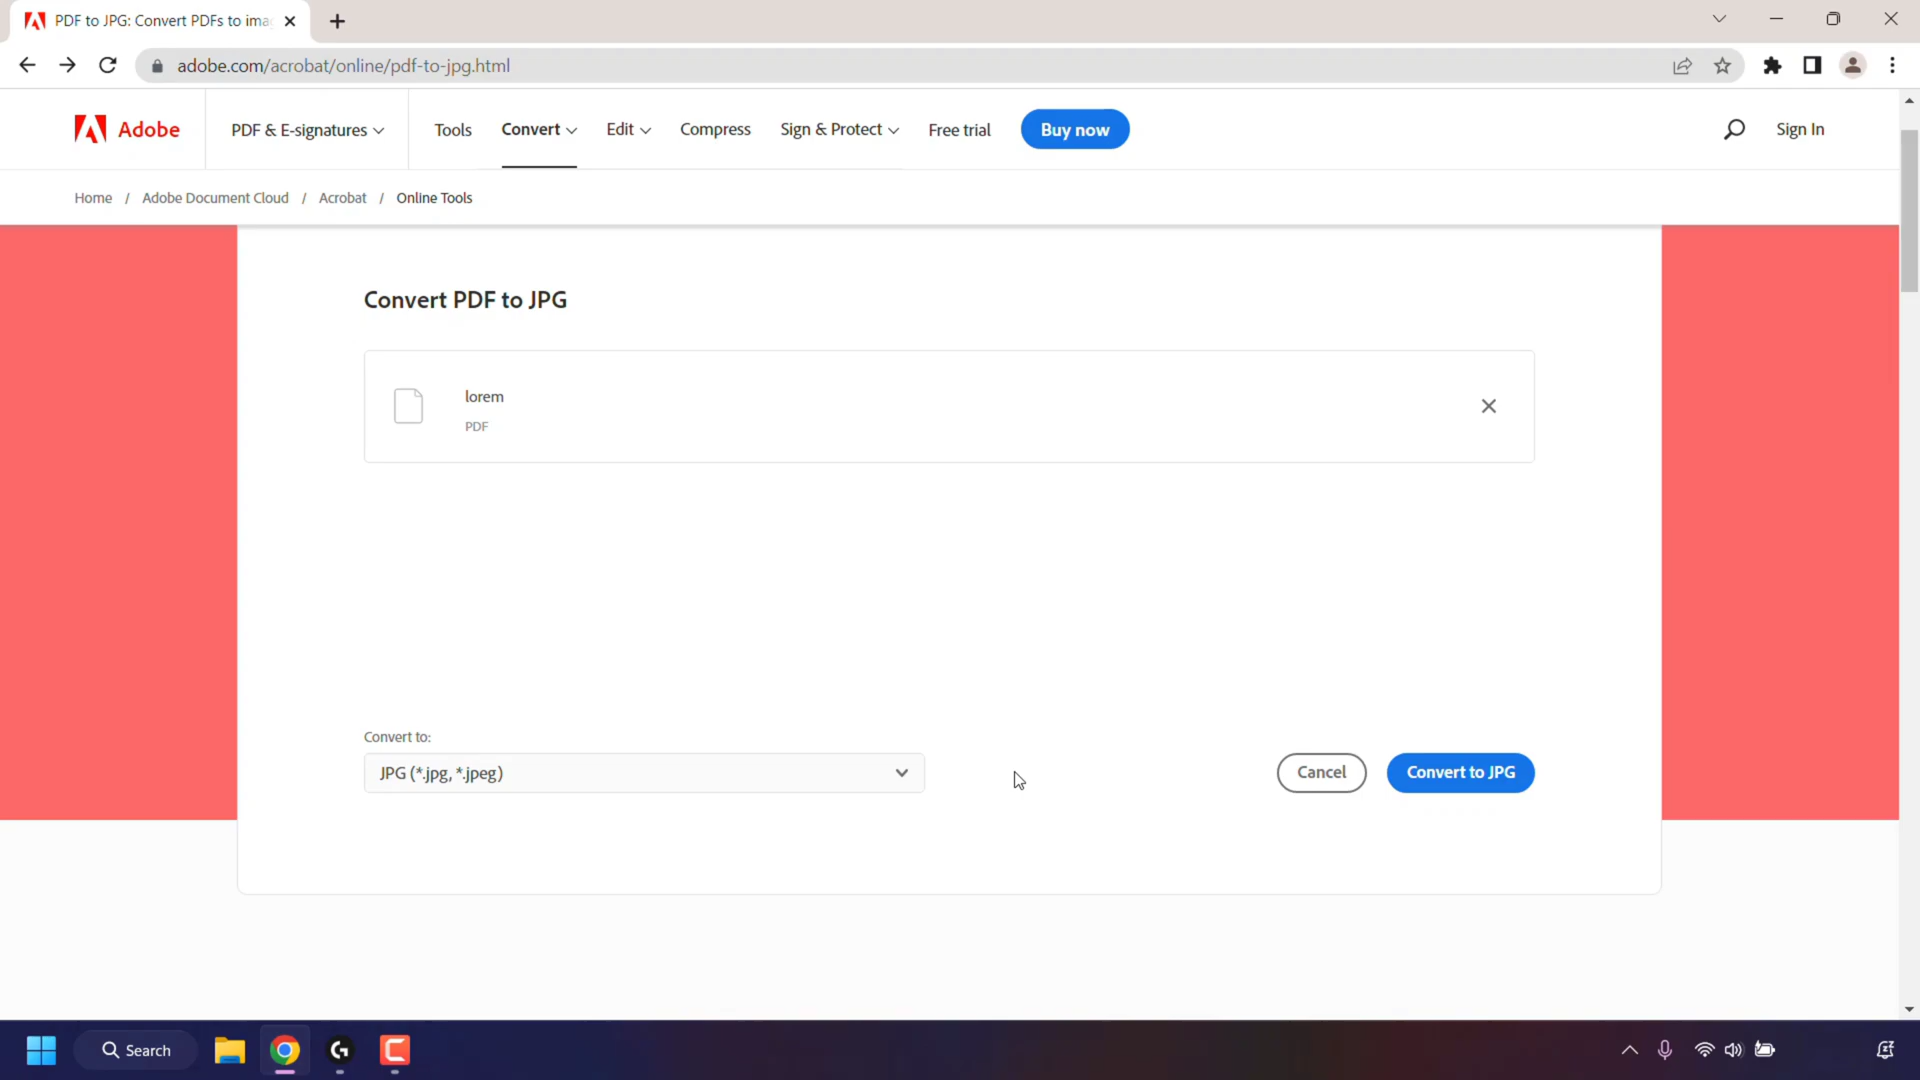 PDF to JPG: Convert PDFs to ima
adobe.com/acrobat/online/pdf-to-jpg.html
Adobe
PDF & E-signatures
Tools
Convert
Edit
Compress
Sign & Protect
Free trial
Buy now
Sign In
Home / Adobe Document Cloud / Acrobat / Online Tools
Convert PDF to JPG
lorem
PDF
Convert to:
JPG (*.jpg, *.jpeg)
Cancel
Convert to JPG
Search